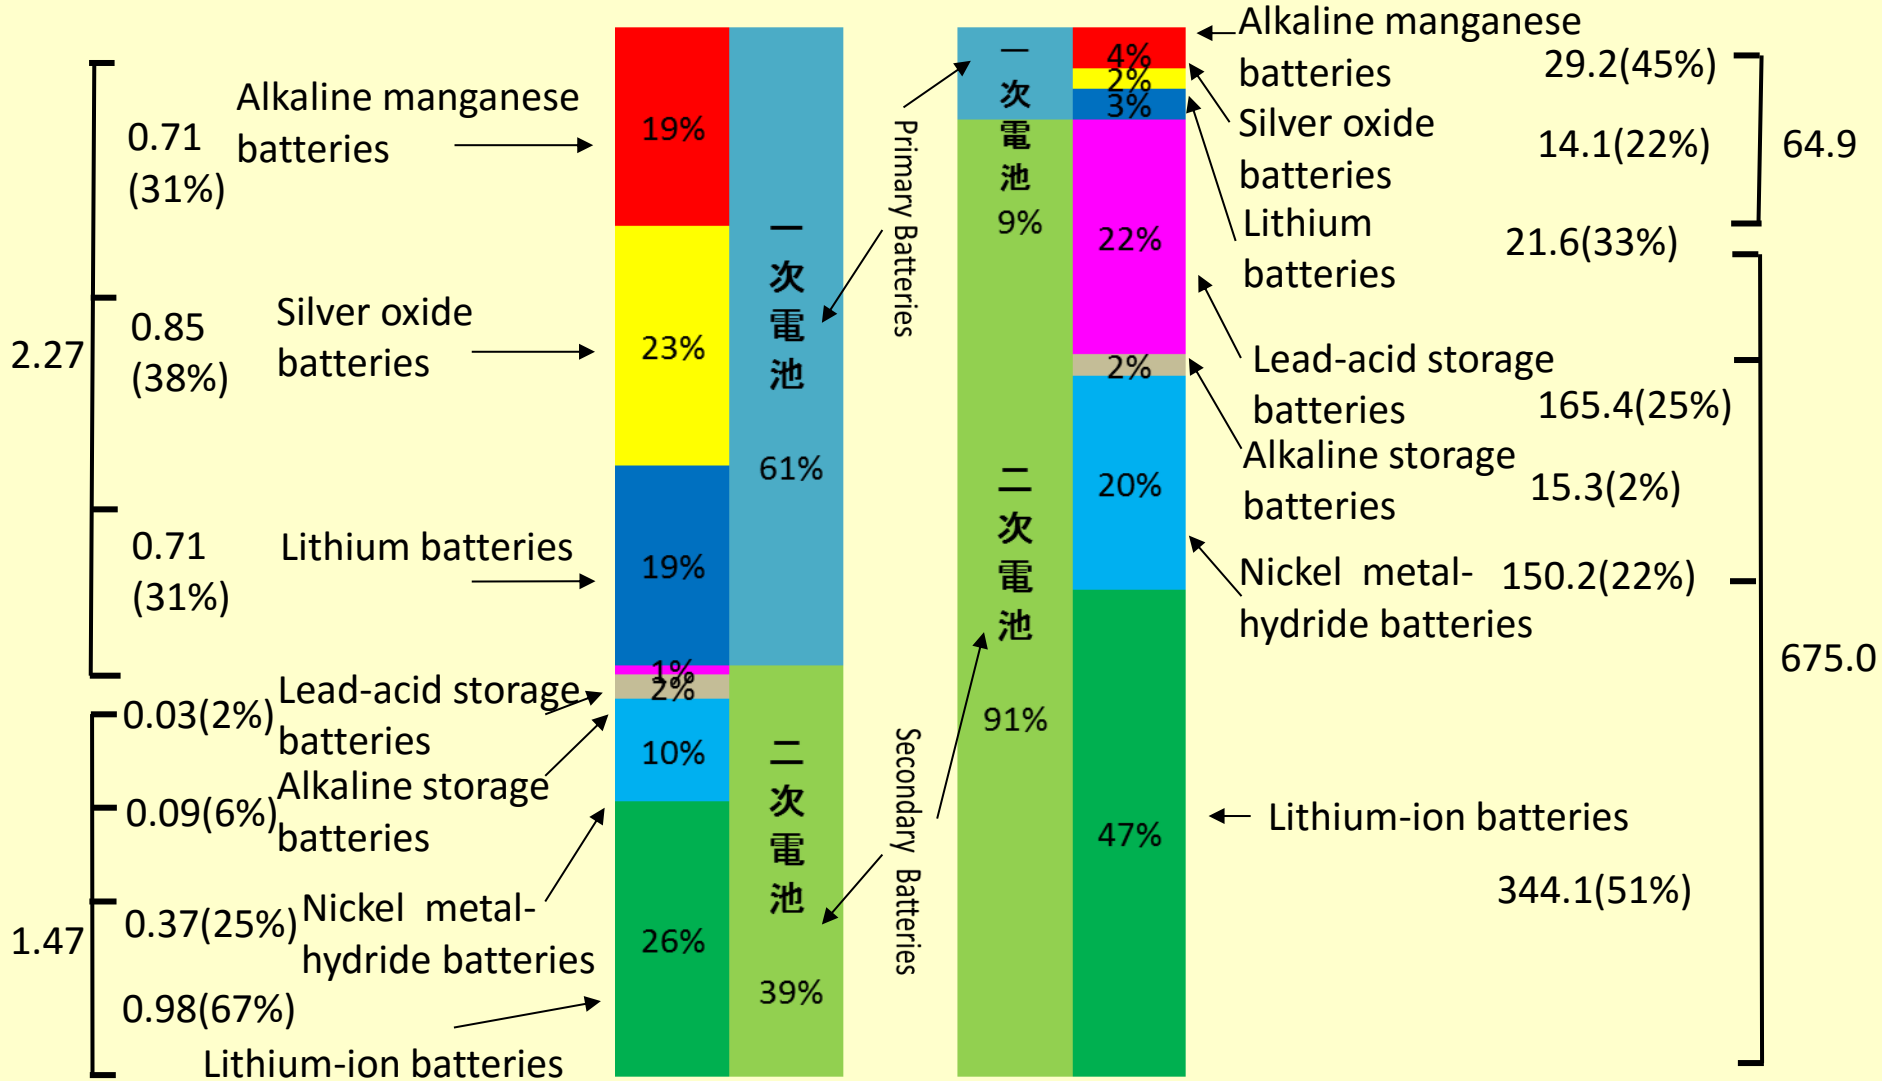 2.27
0.71
(31%)
Alkaline manganese
batteries
0.85
(38%)
Silver oxide
batteries
0.71
(31%)
Lithium batteries
1.47
0.03(2%)
Lead-acid storage
batteries
0.09(6%)
Alkaline storage
batteries
0.37(25%)
Nickel metal-
hydride batteries
0.98(67%)
Lithium-ion batteries
19%
23%
19%
1%
2%
10%
26%
一次電池
61%
二次電池
39%
Primary Batteries
Secondary Batteries
一次電池
9%
二次電池
91%
4%
2%
3%
22%
2%
20%
47%
Alkaline manganese
batteries
29.2(45%)
Silver oxide
batteries
14.1(22%)
Lithium
batteries
21.6(33%)
64.9
Lead-acid storage
batteries
165.4(25%)
Alkaline storage
batteries
15.3(2%)
Nickel metal-
hydride batteries
150.2(22%)
Lithium-ion batteries
344.1(51%)
675.0